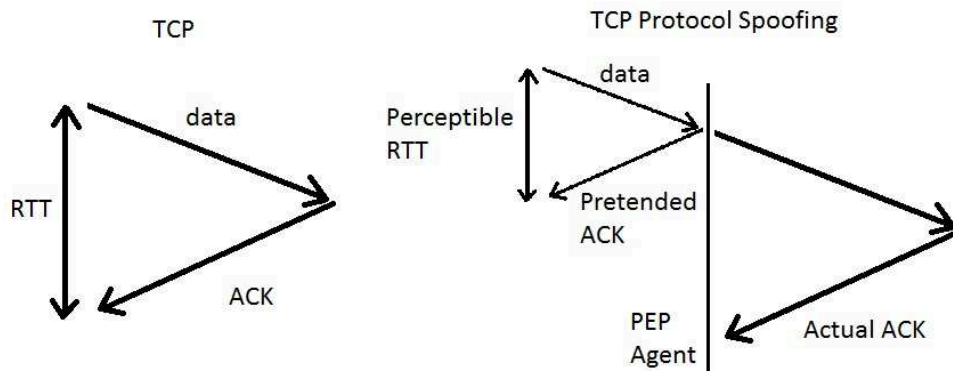 TCP
data
RTT
ACK
TCP Protocol Spoofing
data
Perceptible
RTT
Pretended
ACK
PEP
Agent
Actual ACK